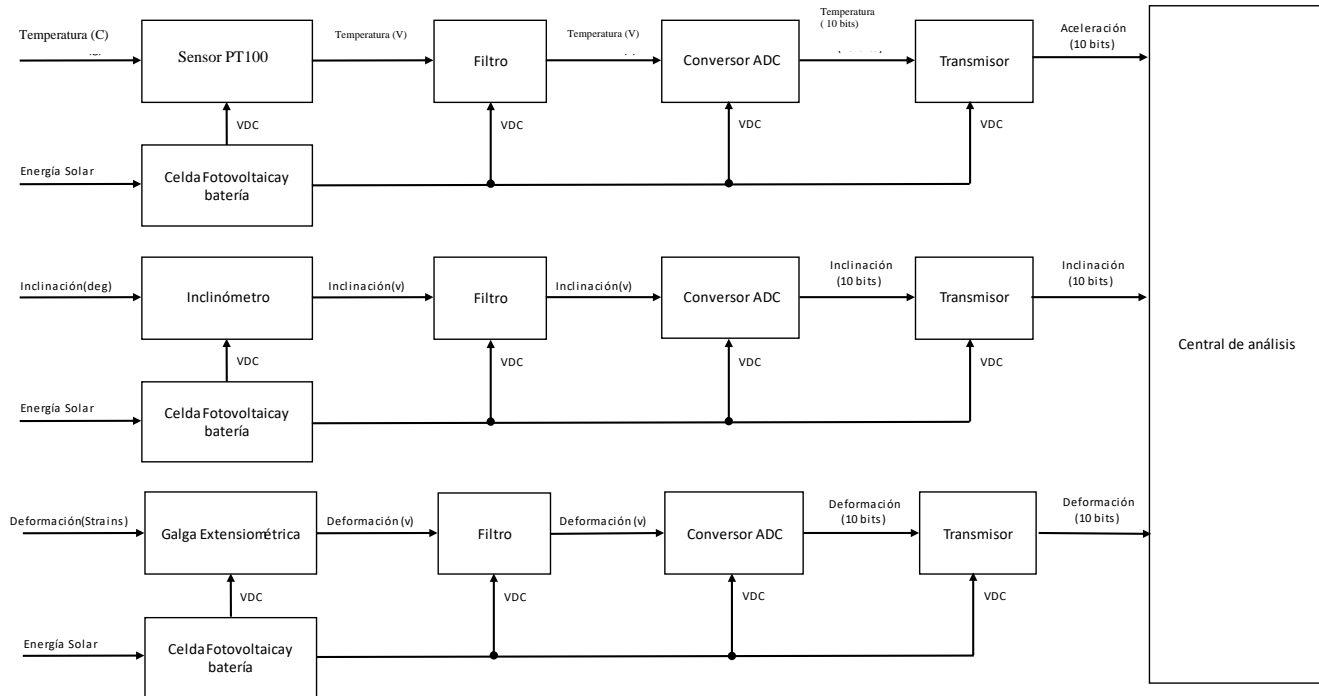 Temperatura (C)
Sensor PT100
Temperatura (V)
Filtro
Temperatura (V)
Conversor ADC
Temperatura
( 10 bits)
Transmisor
Aceleración
(10 bits)
VDC
VDC
VDC
VDC
Energía Solar
Celda Fotovoltaicay
batería
Inclinación(deg)
Inclinómetro
Inclinación(v)
Filtro
Inclinación(v)
Conversor ADC
Inclinación
(10 bits)
Transmisor
Inclinación
(10 bits)
Central de análisis
VDC
VDC
VDC
VDC
Energía Solar
Celda Fotovoltaicay
batería
Deformación(Strains)
Galga Extensiométrica
Deformación (v)
Filtro
Deformación (v)
Conversor ADC
Deformación
(10 bits)
Transmisor
Deformación
(10 bits)
VDC
VDC
VDC
VDC
Energía Solar
Celda Fotovoltaicay
batería